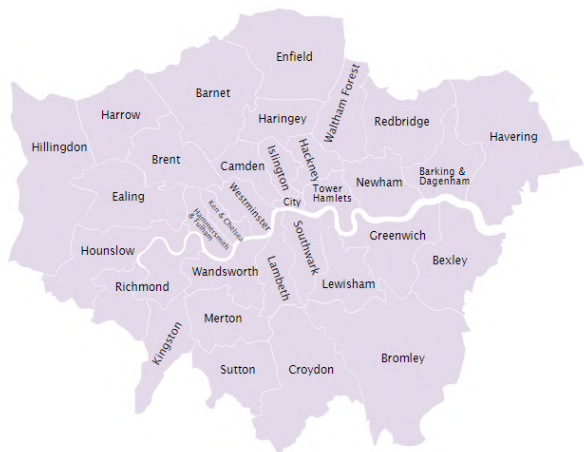 Enfield
Barnet
Waltham Forest
Harrow
Haringey
Redbridge
Havering
Hillingdon
Brent
Camden
Islington
Hackney
Newham
Barking &
Dagenham
Ealing
Westminster
Tower
Hamlets
City
Ken & Chelsea
Hammersmith
& Fulham
Hounslow
Southwark
Greenwich
Bexley
Richmond
Wandsworth
Lambeth
Lewisham
Merton
Kingston
Sutton
Croydon
Bromley